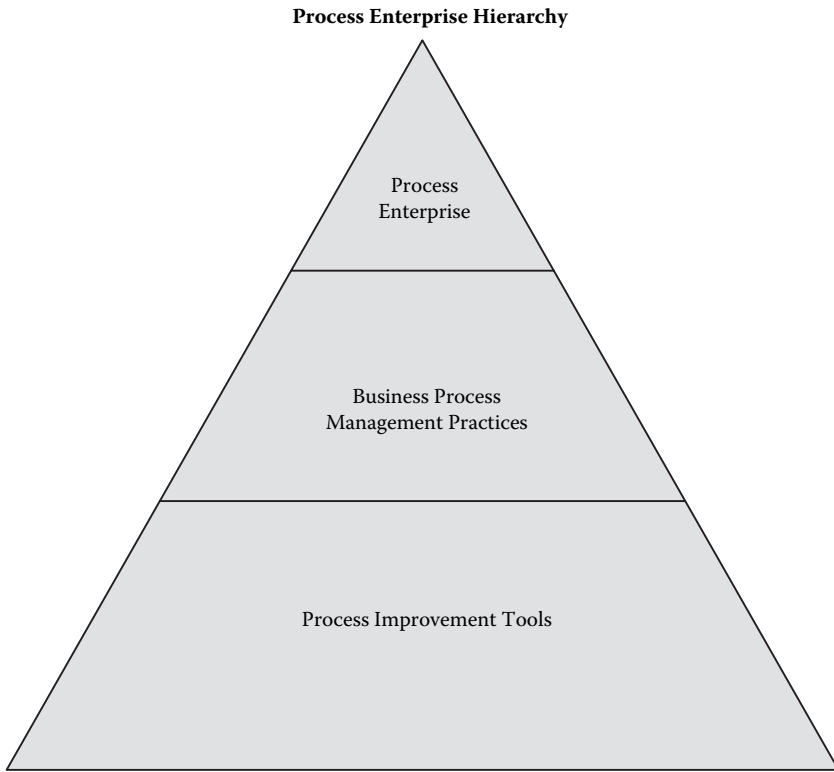 Process Enterprise Hierarchy
Process
Enterprise
Business Process
Management Practices
Process Improvement Tools